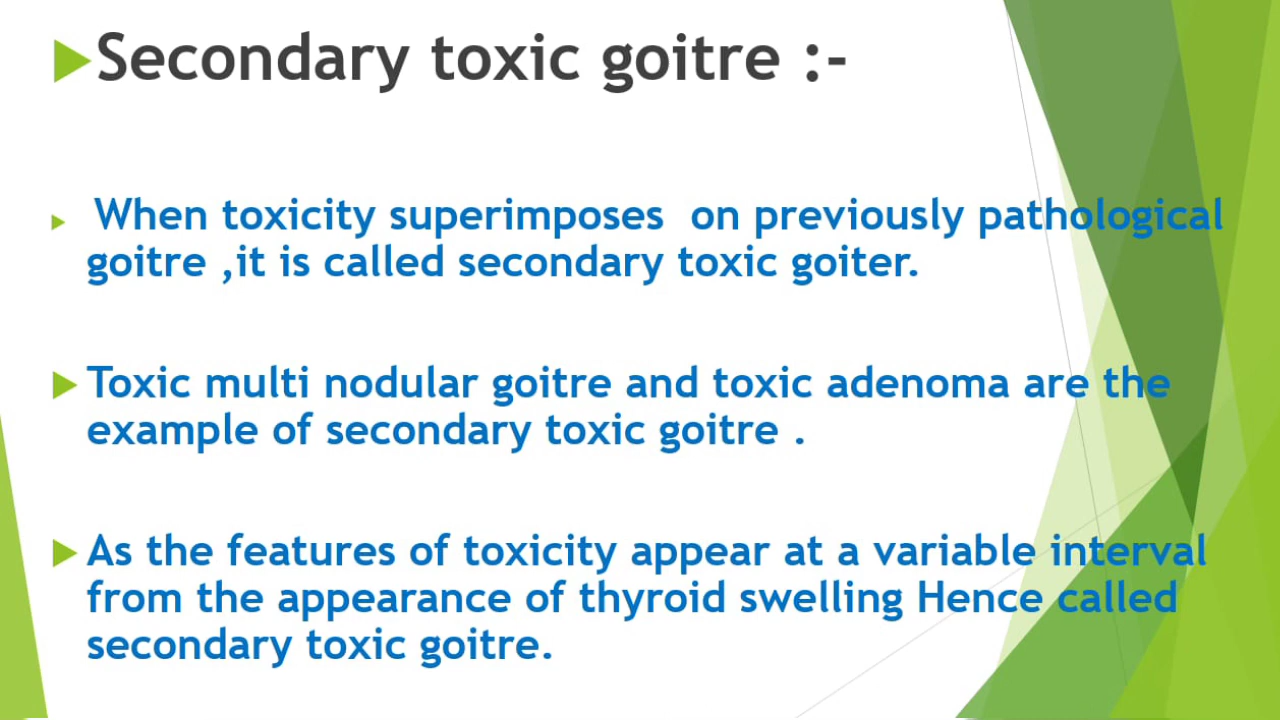 Secondary toxic goitre :-
When toxicity superimposes  on previously pathological
goitre ,it is called secondary toxic goiter.
Toxic multi nodular goitre and toxic adenoma are the
example of secondary toxic goitre .
As the features of toxicity appear at a variable interval
from the appearance of thyroid swelling Hence called
secondary toxic goitre.